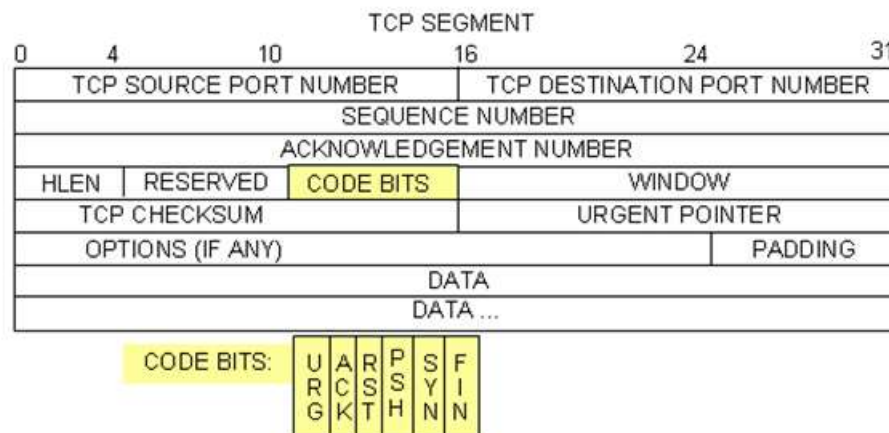 TCP SEGMENT
0 4 10 16 24 31
TCP SOURCE PORT NUMBER TCP DESTINATION PORT NUMBER
SEQUENCE NUMBER
ACKNOWLEDGEMENT NUMBER
HLEN RESERVED CODE BITS WINDOW
TCP CHECKSUM URGENT POINTER
OPTIONS (IF ANY) PADDING
DATA
DATA ...
CODE BITS: URG ACK RST PSH SYN FIN